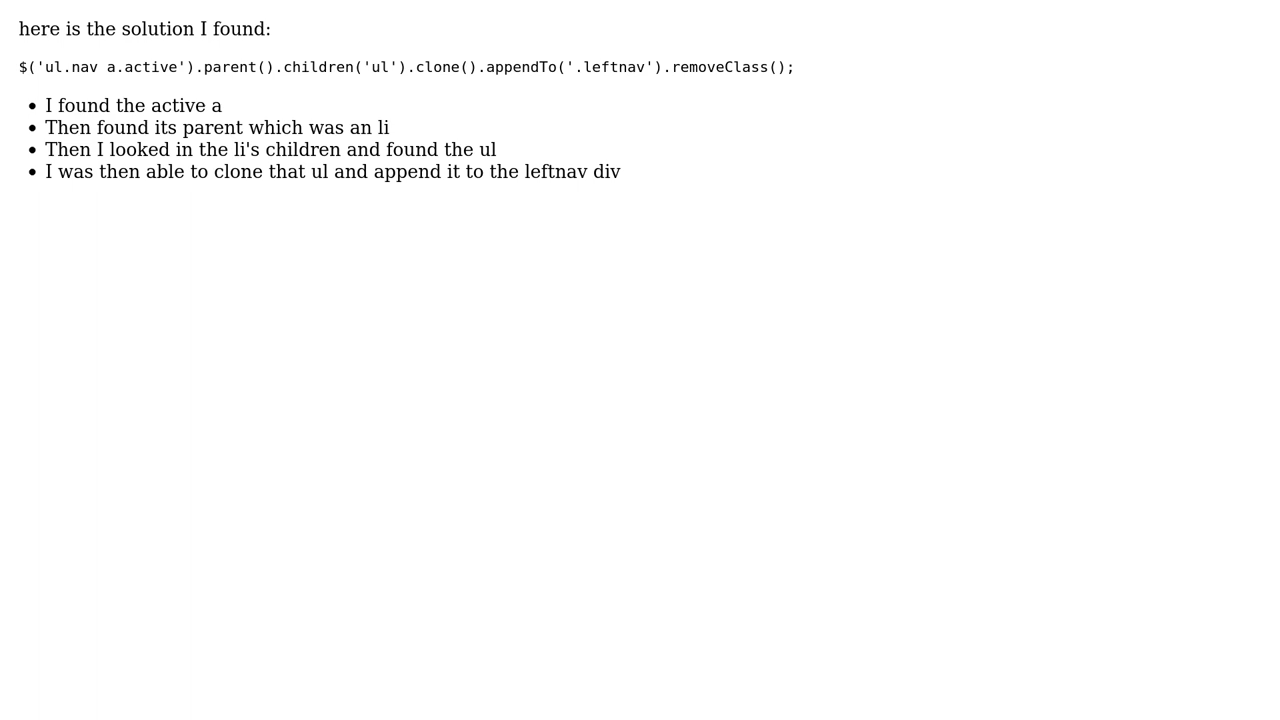 here is the solution I found:
$('ul.nav a.active').parent().children('ul').clone().appendTo('.leftnav').removeClass();
• I found the active a
• Then found its parent which was an li
• Then I looked in the li's children and found the ul
• I was then able to clone that ul and append it to the leftnav div